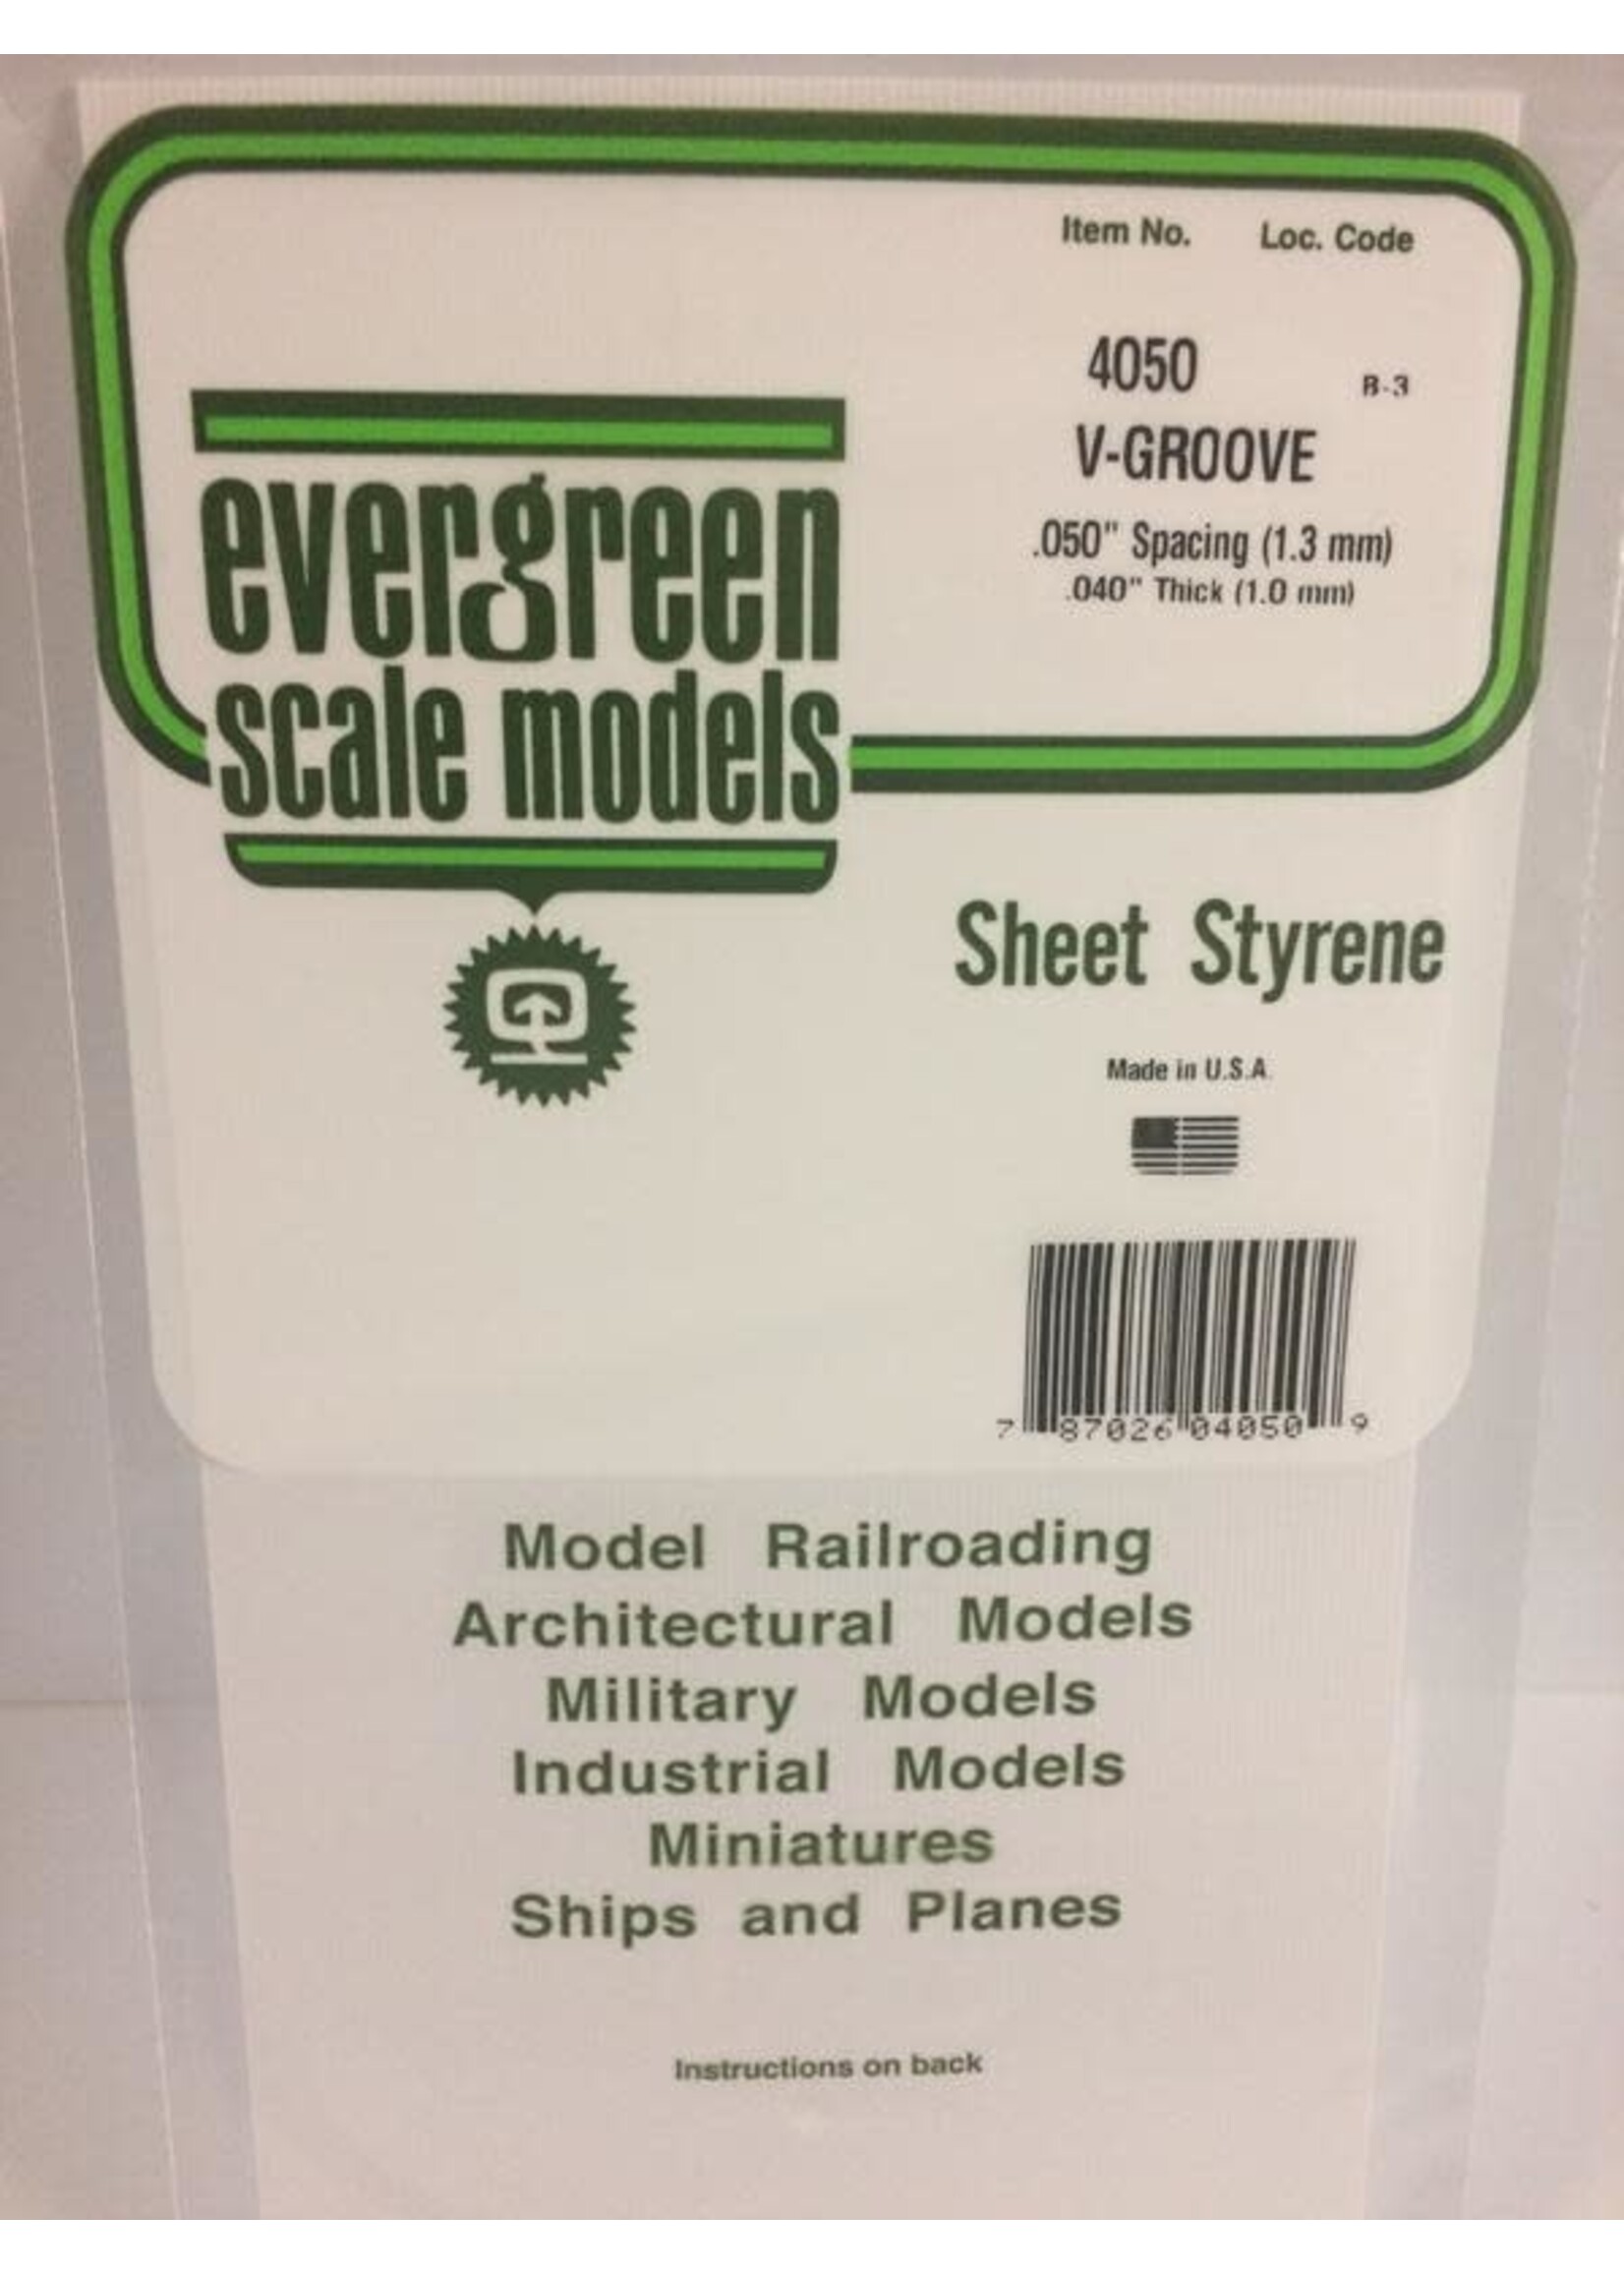 Item No. Loc. Code
4050 B-3
V-GROOVE
.050" Spacing (1.3 mm)
.040" Thick (1.0 mm)
evergreen
scale models
Sheet Styrene
Made in U.S.A.
7 87026 04050 9
Model Railroading
Architectural Models
Military Models
Industrial Models
Miniatures
Ships and Planes
Instructions on back